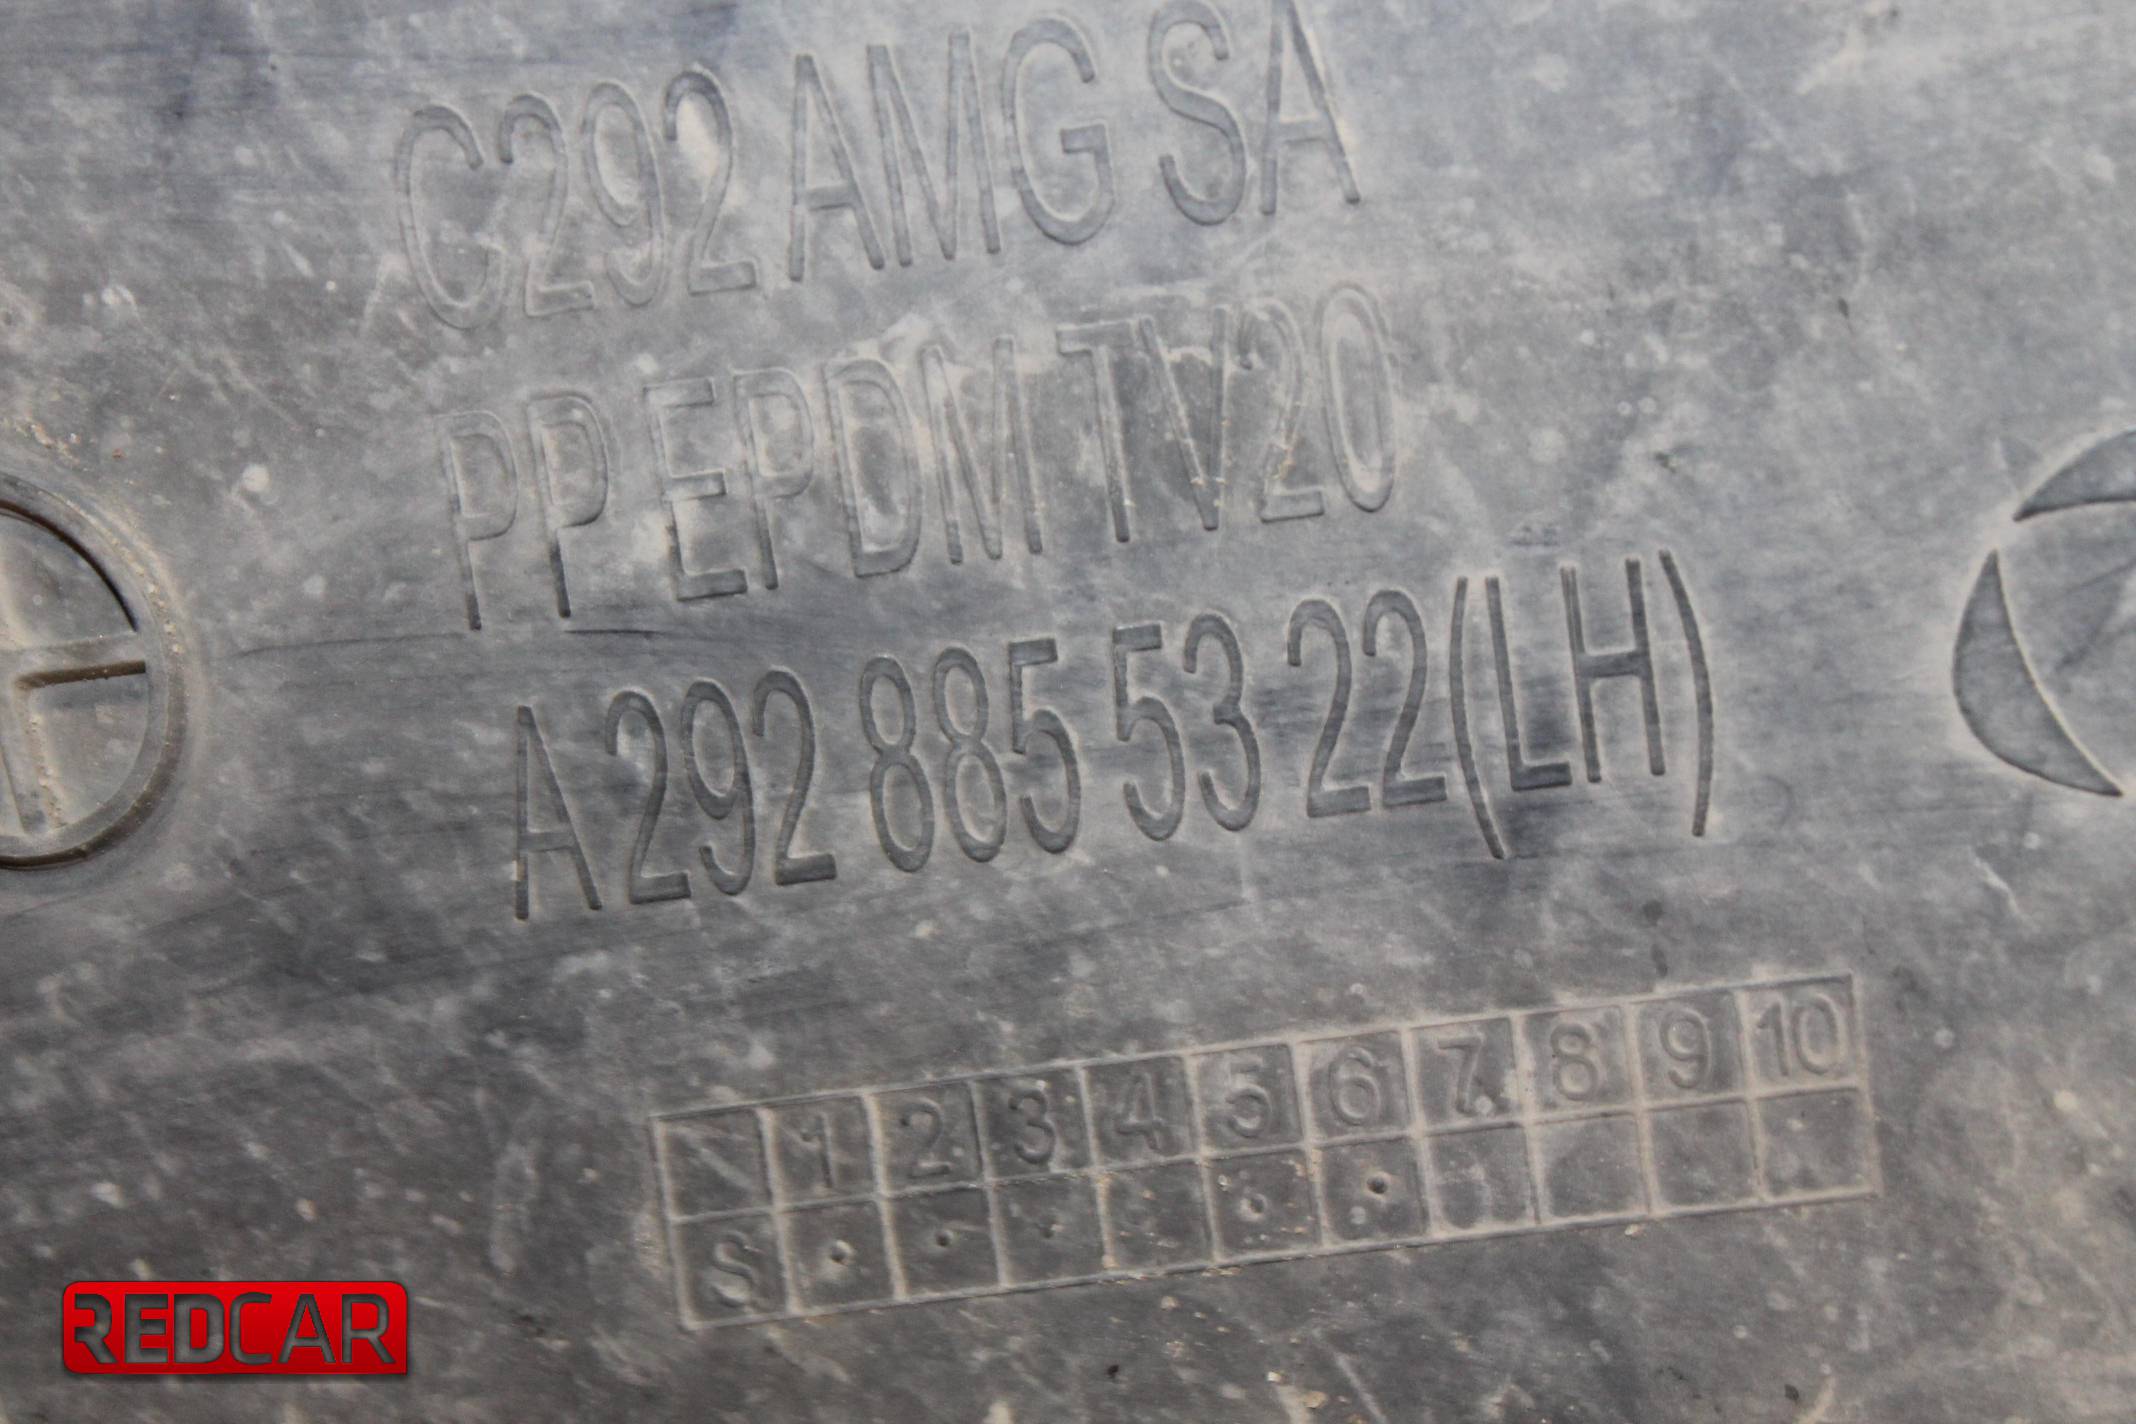 C292 AMG SA
PP EPDM TV20
A 292 885 53 22(LH)
1 2 3 4 5 6 7 8 9 10
S
REDCAR